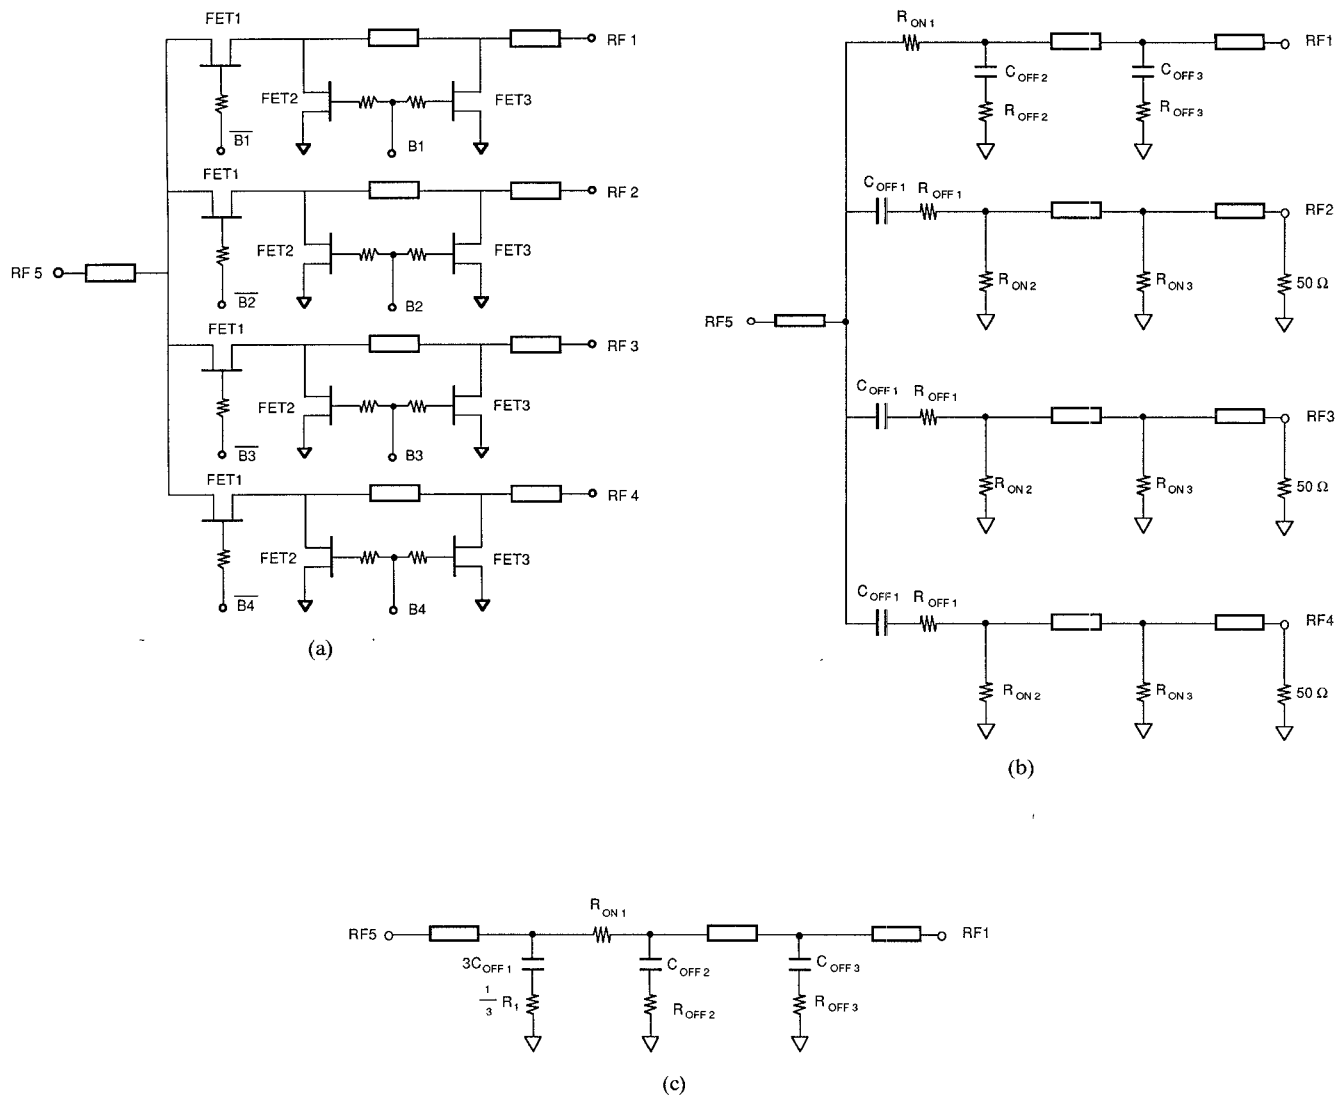 FET1
RF 1
FET2
FET3
B1
B1
FET1
RF 2
FET2
FET3
B2
B2
RF 5
FET1
RF 3
FET2
FET3
B3
B3
FET1
RF 4
FET2
FET3
B4
B4
(a)
R ON 1
RF1
C OFF 2
C OFF 3
R OFF 2
R OFF 3
C OFF 1
R OFF 1
RF2
R ON 2
R ON 3
50 Ω
RF5
C OFF 1
R OFF 1
RF3
R ON 2
R ON 3
50 Ω
C OFF 1
R OFF 1
RF4
R ON 2
R ON 3
50 Ω
(b)
R ON 1
RF5
RF1
3C OFF 1
C OFF 2
C OFF 3
1/3 R1
R OFF 2
R OFF 3
(c)